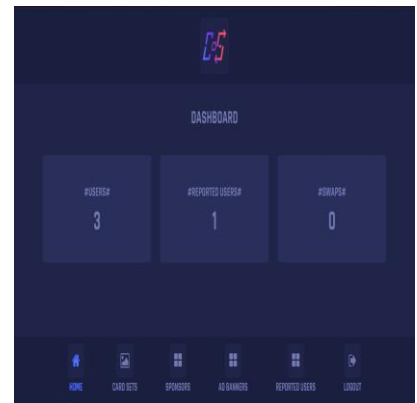 DASHBOARD
#USERS# #REPORTED USERS# #SWAPS#
3 1 0
HOME CARD SETS SPONSORS AD BANNERS REPORTED USERS LOGOUT